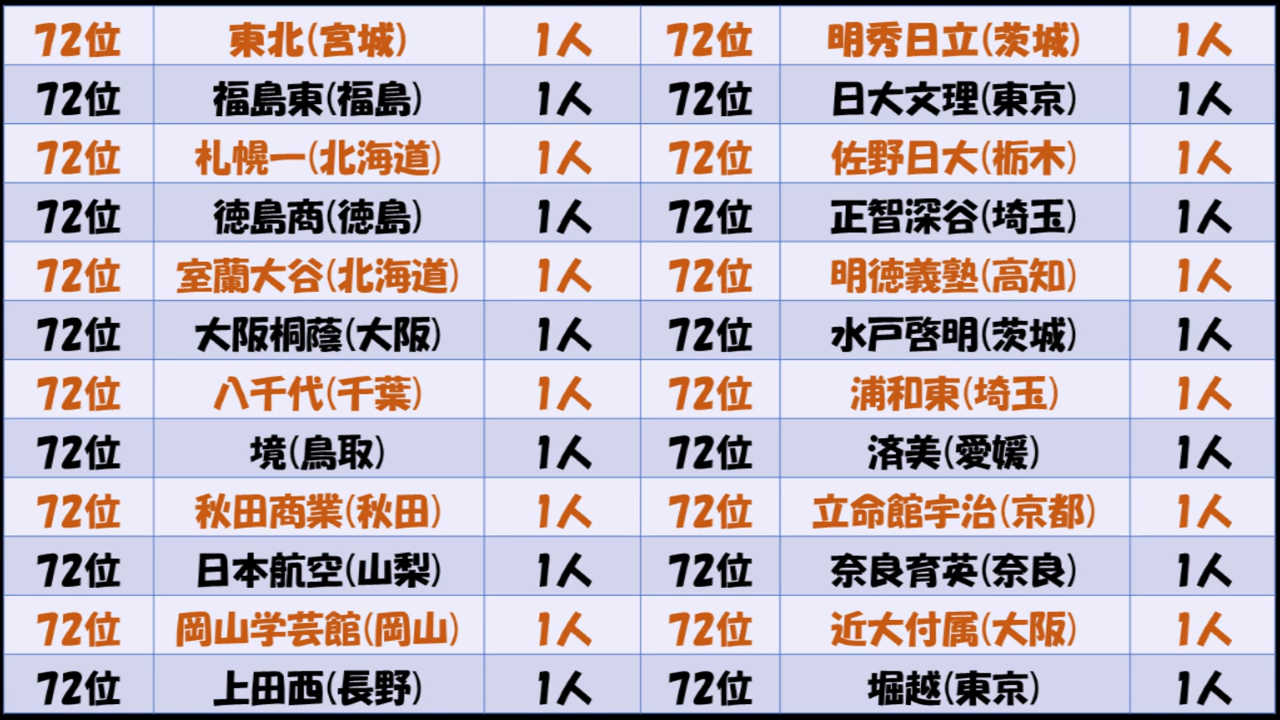 72位 東北(宮城) 1人 72位 明秀日立(茨城) 1人
72位 福島東(福島) 1人 72位 日大文理(東京) 1人
72位 札幌一(北海道) 1人 72位 佐野日大(栃木) 1人
72位 徳島商(徳島) 1人 72位 正智深谷(埼玉) 1人
72位 室蘭大谷(北海道) 1人 72位 明徳義塾(高知) 1人
72位 大阪桐蔭(大阪) 1人 72位 水戸啓明(茨城) 1人
72位 八千代(千葉) 1人 72位 浦和東(埼玉) 1人
72位 境(鳥取) 1人 72位 済美(愛媛) 1人
72位 秋田商業(秋田) 1人 72位 立命館宇治(京都) 1人
72位 日本航空(山梨) 1人 72位 奈良育英(奈良) 1人
72位 岡山学芸館(岡山) 1人 72位 近大付属(大阪) 1人
72位 上田西(長野) 1人 72位 堀越(東京) 1人